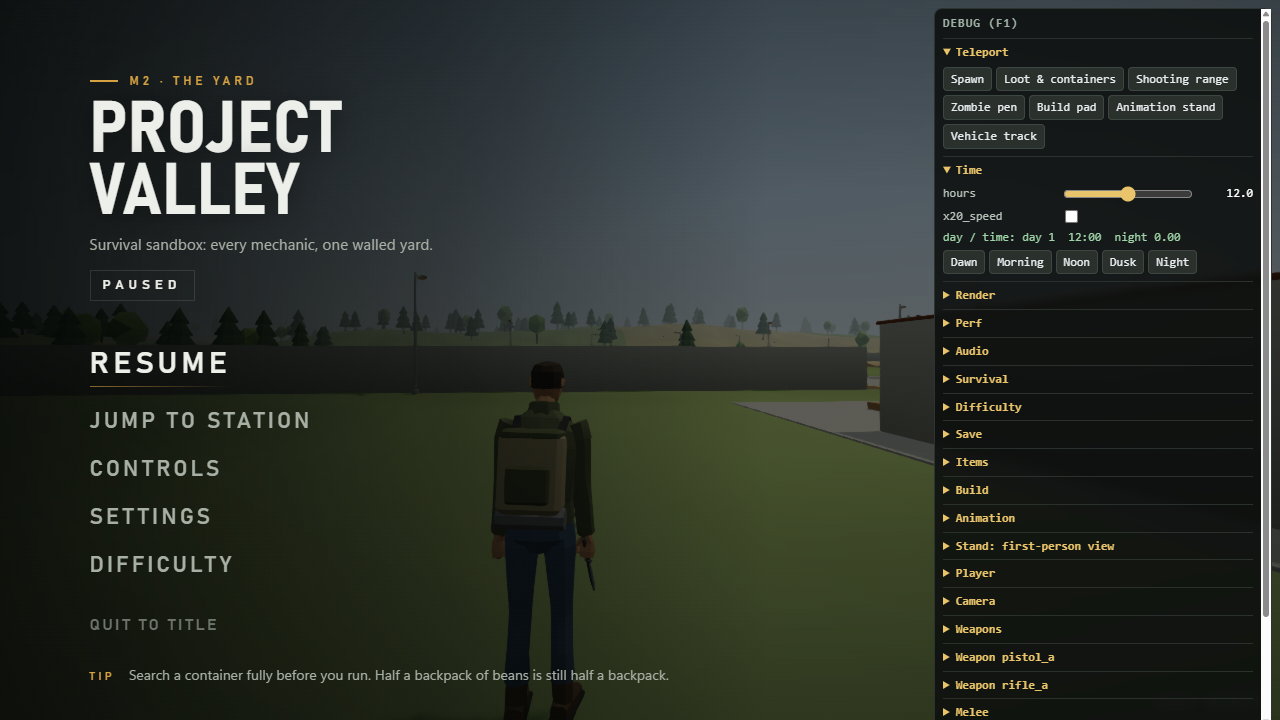 M2 · THE YARD
PROJECT
VALLEY
Survival sandbox: every mechanic, one walled yard.
PAUSED
RESUME
JUMP TO STATION
CONTROLS
SETTINGS
DIFFICULTY
QUIT TO TITLE
TIP Search a container fully before you run. Half a backpack of beans is still half a backpack.
DEBUG (F1)
Teleport
Spawn Loot & containers Shooting range
Zombie pen Build pad Animation stand
Vehicle track
Time
hours 12.0
x20_speed
day / time: day 1 12:00 night 0.00
Dawn Morning Noon Dusk Night
Render
Perf
Audio
Survival
Difficulty
Save
Items
Build
Animation
Stand: first-person view
Player
Camera
Weapons
Weapon pistol_a
Weapon rifle_a
Melee